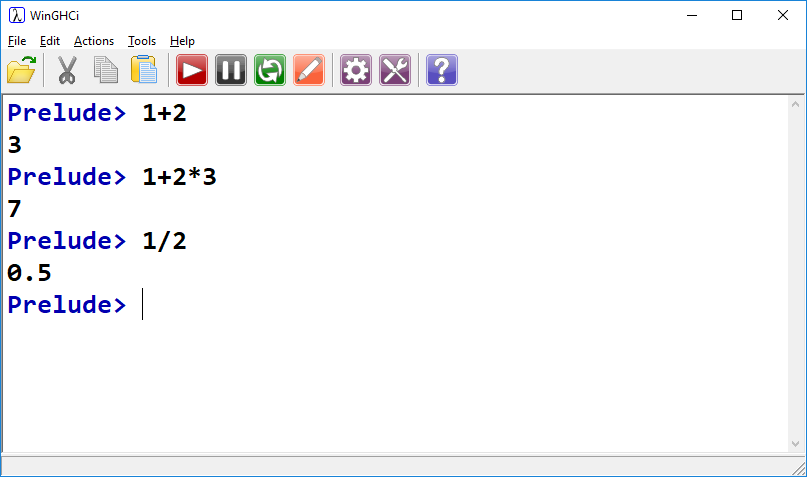 WinGHCi
File Edit Actions Tools Help
Prelude> 1+2
3
Prelude> 1+2*3
7
Prelude> 1/2
0.5
Prelude>